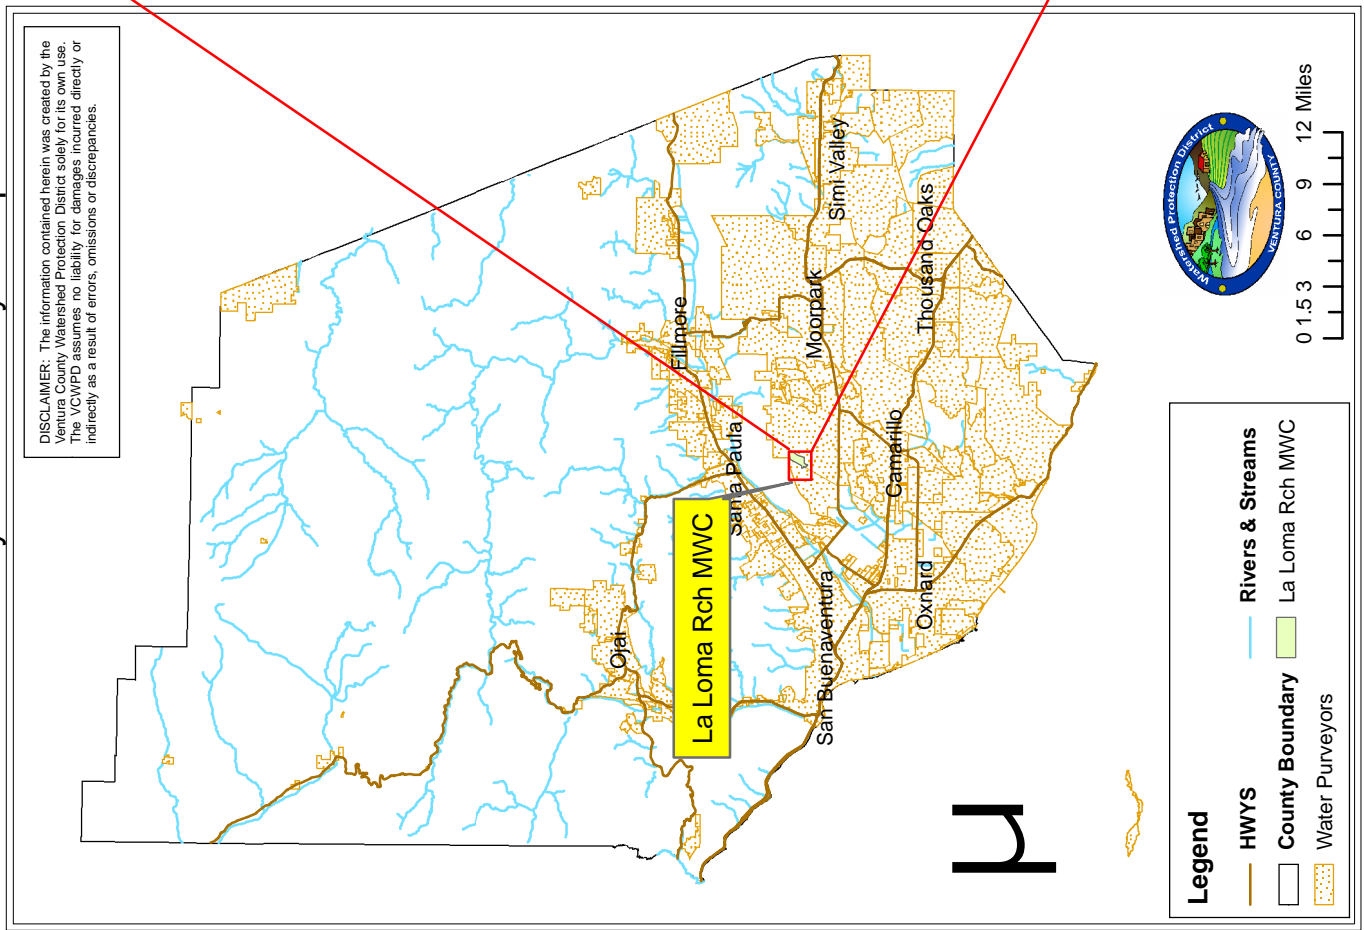 DISCLAIMER: The information contained herein was created by the
Ventura County Watershed Protection District solely for its own use.
The VCWPD assumes no liability for damages incurred directly or
indirectly as a result of errors, omissions or discrepancies.
Ojai
Fillmore
Santa Paula
La Loma Rch MWC
Moorpark
Simi Valley
San Buenaventura
Camarillo
Thousand Oaks
Oxnard
µ
Watershed Protection District
VENTURA COUNTY
0 1.5 3 6 9 12 Miles
Legend
HWYS
Rivers & Streams
County Boundary
La Loma Rch MWC
Water Purveyors